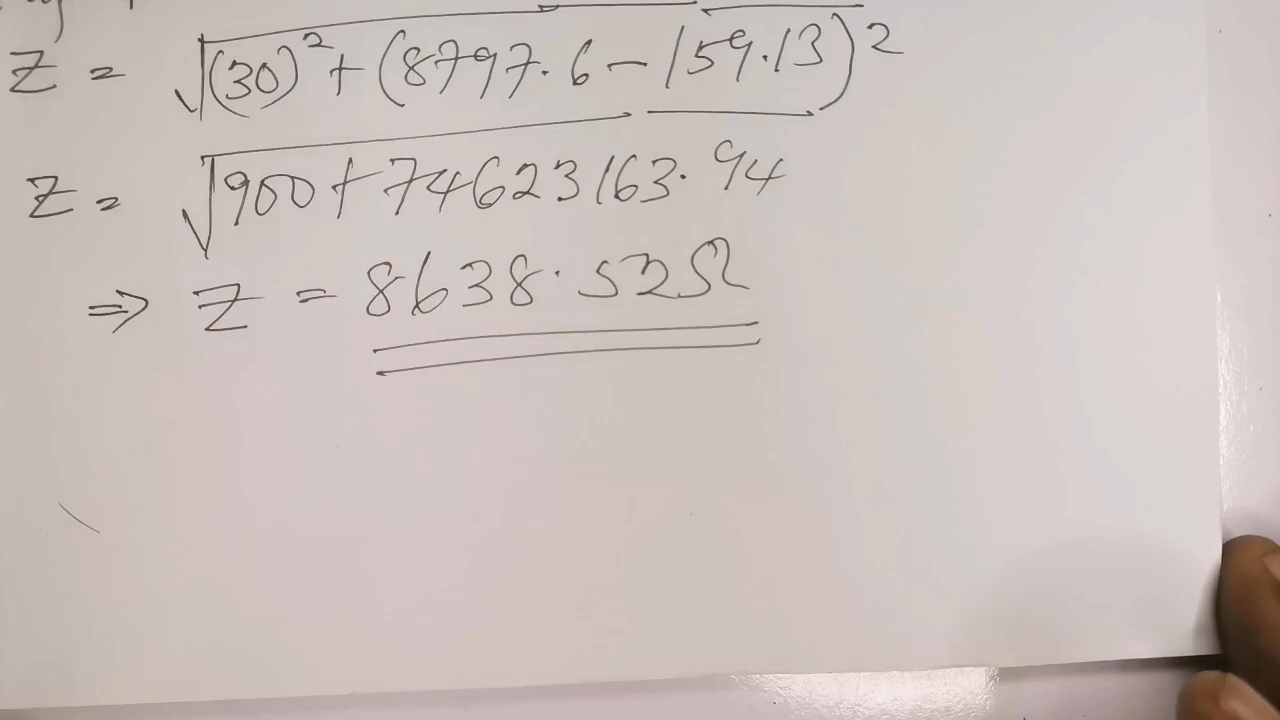 Z = √(30)² + (8797.6 - 159.13)²
Z = √900 + 74623163.94
⇒ Z = 8638.52Ω